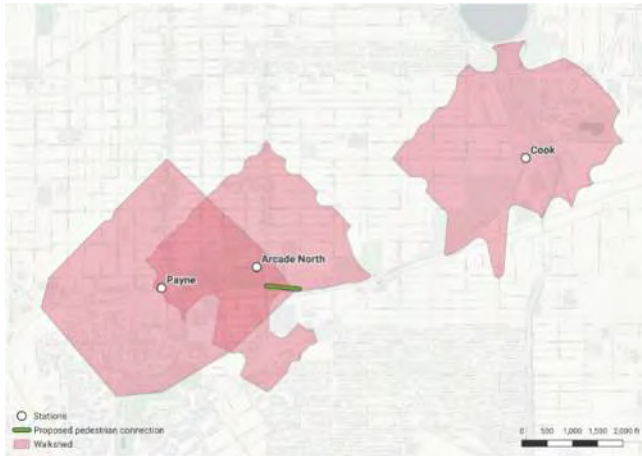 Cook
Arcade North
Payne
Stations
Proposed pedestrian connection
Walkshed
0 500 1,000 1,500 2,000 ft